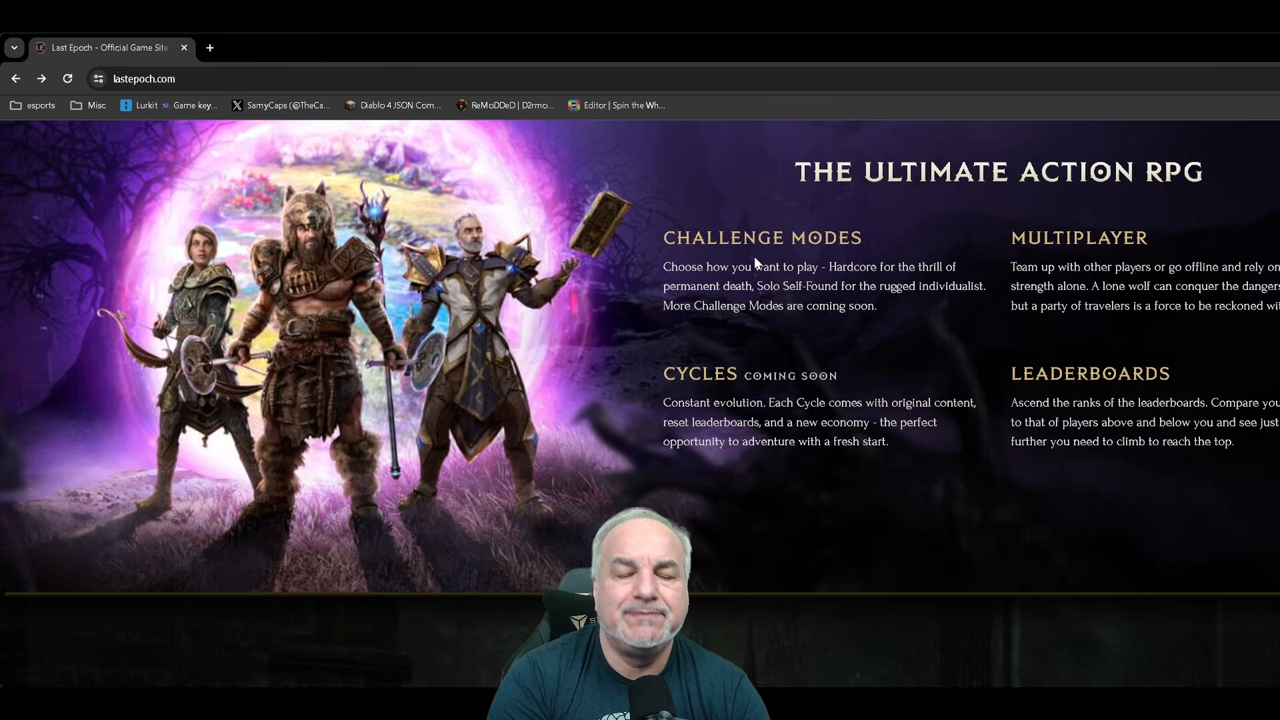 Last Epoch - Official Game Site
lastepoch.com
esports
Misc
Lurkit
Game key...
SamyCaps (@TheCa...
Diablo 4 JSON Com...
ReMoDDeD | D2rmo...
Editor | Spin the Wh...
THE ULTIMATE ACTION RPG
CHALLENGE MODES
Choose how you want to play - Hardcore for the thrill of
permanent death, Solo Self-Found for the rugged individualist.
More Challenge Modes are coming soon.
MULTIPLAYER
Team up with other players or go offline and rely on
strength alone. A lone wolf can conquer the dangers
but a party of travelers is a force to be reckoned wi
CYCLES COMING SOON
Constant evolution. Each Cycle comes with original content,
reset leaderboards, and a new economy - the perfect
opportunity to adventure with a fresh start.
LEADERBOARDS
Ascend the ranks of the leaderboards. Compare you
to that of players above and below you and see just
further you need to climb to reach the top.